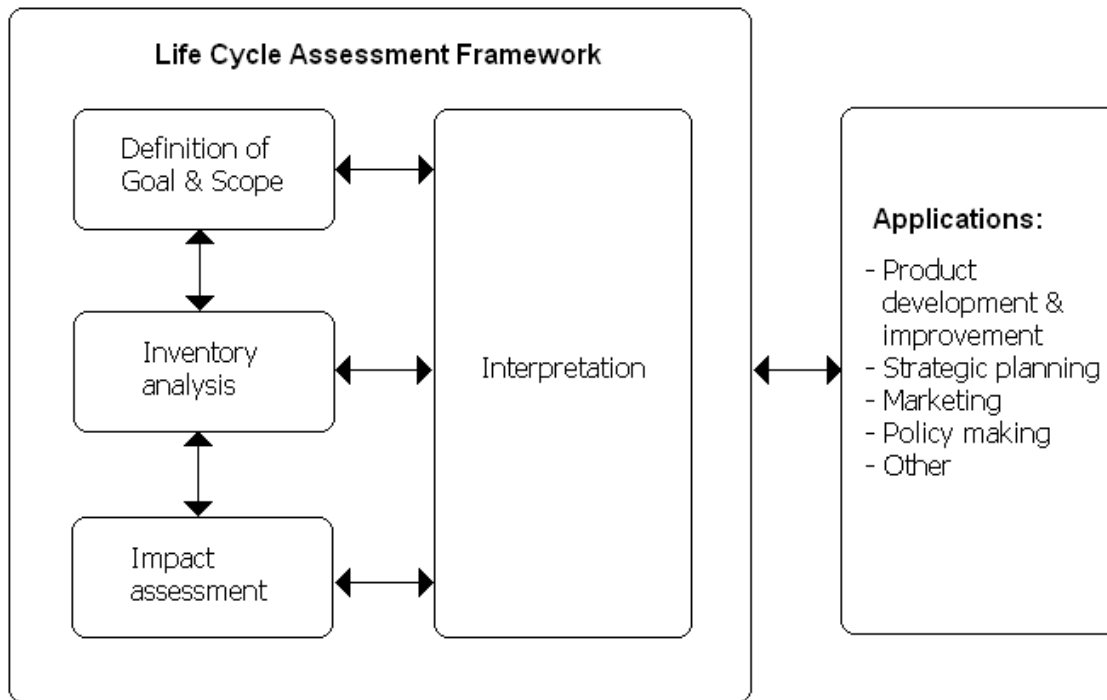 Life Cycle Assessment Framework
Definition of
Goal & Scope
Inventory
analysis
Impact
assessment
Interpretation
Applications:
- Product
development &
improvement
- Strategic planning
- Marketing
- Policy making
- Other